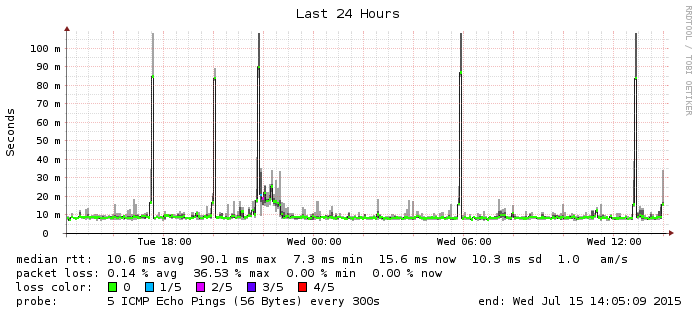 Last 24 Hours
RRDTOOL / TOBI OETIKER
Seconds
100 m
90 m
80 m
70 m
60 m
50 m
40 m
30 m
20 m
10 m
0
Tue 18:00 Wed 00:00 Wed 06:00 Wed 12:00
median rtt: 10.6 ms avg 90.1 ms max 7.3 ms min 15.6 ms now 10.3 ms sd 1.0 am/s
packet loss: 0.14 % avg 36.53 % max 0.00 % min 0.00 % now
loss color: 0 1/5 2/5 3/5 4/5
probe: 5 ICMP Echo Pings (56 Bytes) every 300s end: Wed Jul 15 14:05:09 2015